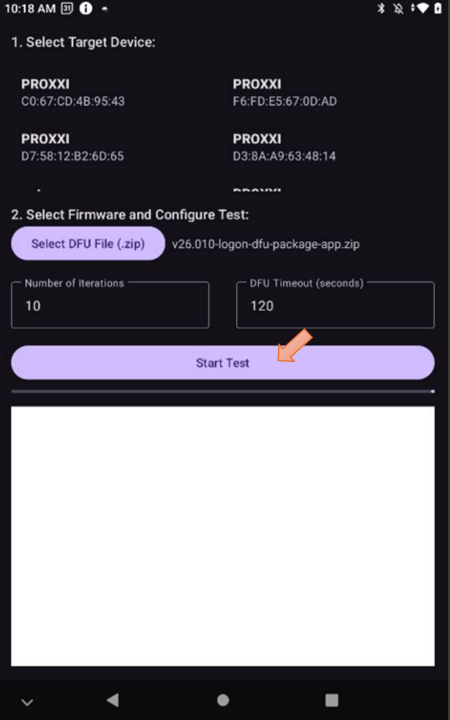 10:18 AM 31
1. Select Target Device:
PROXXI
C0:67:CD:4B:95:43
PROXXI
F6:FD:E5:67:0D:AD
PROXXI
D7:58:12:B2:6D:65
PROXXI
D3:8A:A9:63:48:14
2. Select Firmware and Configure Test:
Select DFU File (.zip) v26.010-logon-dfu-package-app.zip
Number of Iterations
10
DFU Timeout (seconds)
120
Start Test